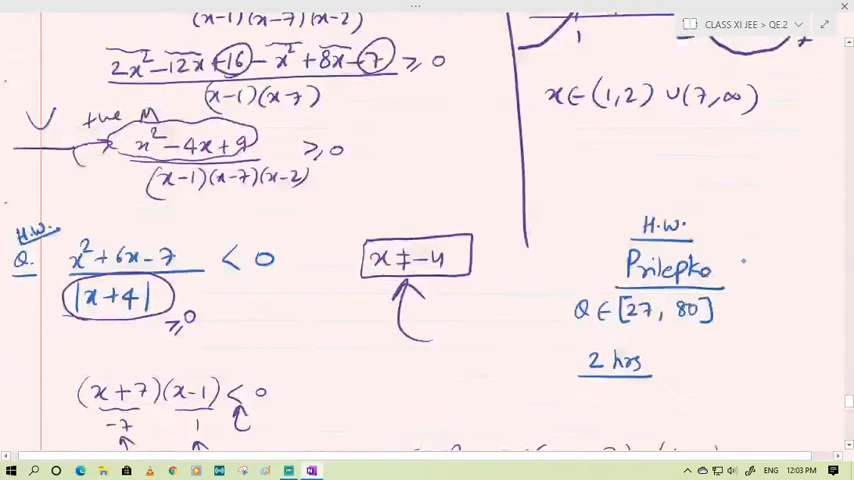 CLASS XI JEE > QE.2
(x-1)(x-7)(x-2)
2x²-12x+16-x²+8x-7 ≥ 0
(x-1)(x-7)
+ve
x²-4x+9 ≥ 0
(x-1)(x-7)(x-2)
1
x ∈ (1,2) ∪ (7,∞)
H.W.
Q. x²+6x-7 < 0
|x+4|
≥0
x ≠ -4
H.W.
Prilepko
Q ∈ [27, 80]
2 hrs
(x+7)(x-1) < 0
-7 1
ENG 12:03 PM